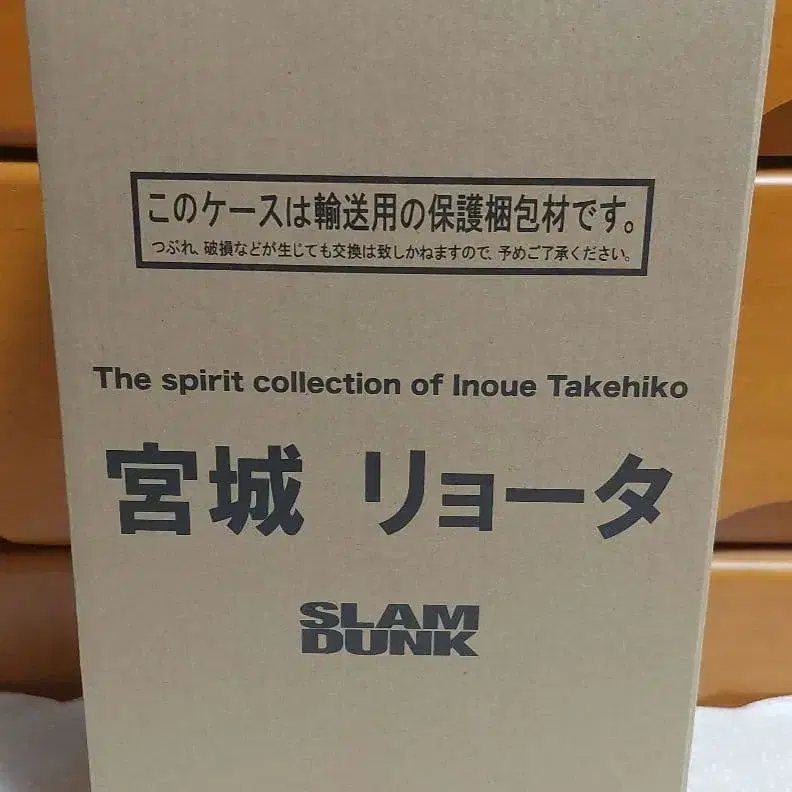 このケースは輸送用の保護梱包材です。
つぶれ、破損などが生じても交換は致しかねますので、予めご了承ください。
The spirit collection of Inoue Takehiko
宮城 リョータ
SLAM
DUNK